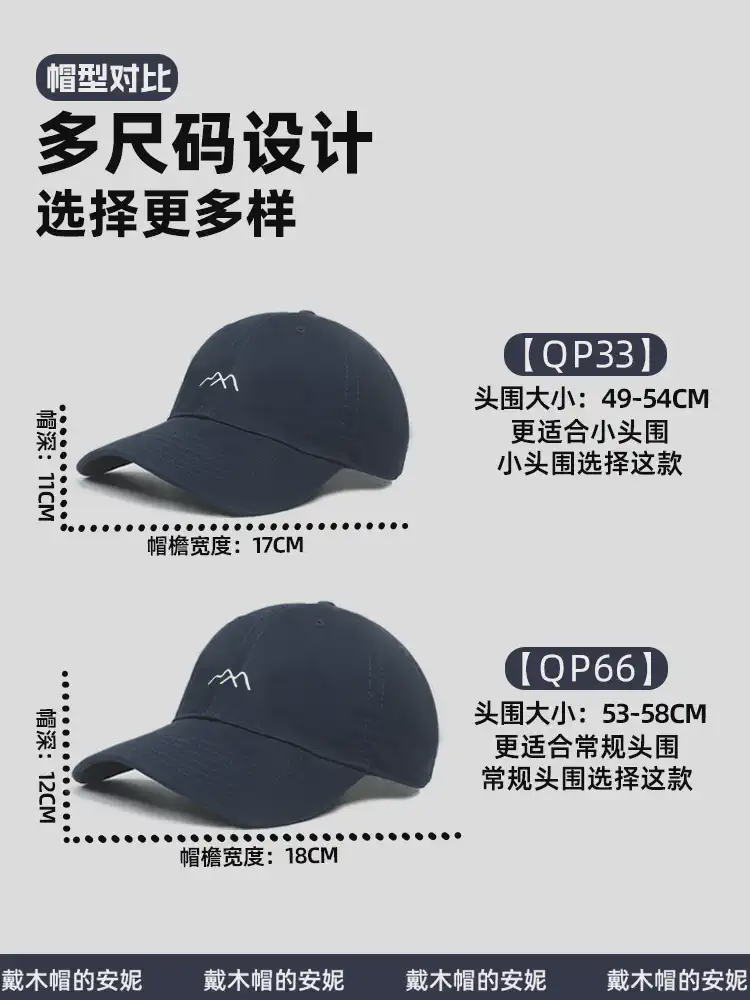 帽型对比
多尺码设计
选择更多样
【QP33】
头围大小：49-54CM
更适合小头围
小头围选择这款
帽深：11CM
帽檐宽度：17CM
【QP66】
头围大小：53-58CM
更适合常规头围
常规头围选择这款
帽深：12CM
帽檐宽度：18CM
戴木帽的安妮 戴木帽的安妮 戴木帽的安妮 戴木帽的安妮